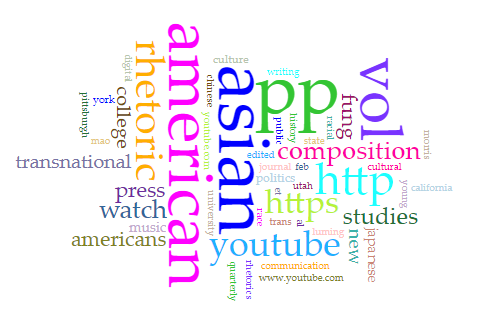 american
asian
pp
vol
rhetoric
http
https
youtube
composition
watch
studies
fung
college
transnational
press
americans
new
japanese
culture
writing
digital
chinese
york
pittsburgh
mao
youtube.com
public
history
racial
state
edited
journal
feb
cultural
morris
politics
utah
young
california
et
al
race
trans
university
music
luming
communication
rhetorics
quarterly
www.youtube.com